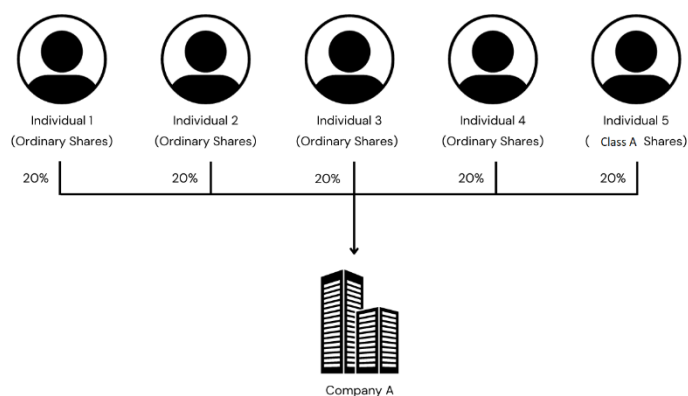 Individual 1 Individual 2 Individual 3 Individual 4 Individual 5
(Ordinary Shares) (Ordinary Shares) (Ordinary Shares) (Ordinary Shares) ( Class A Shares)
20% 20% 20% 20% 20%
Company A